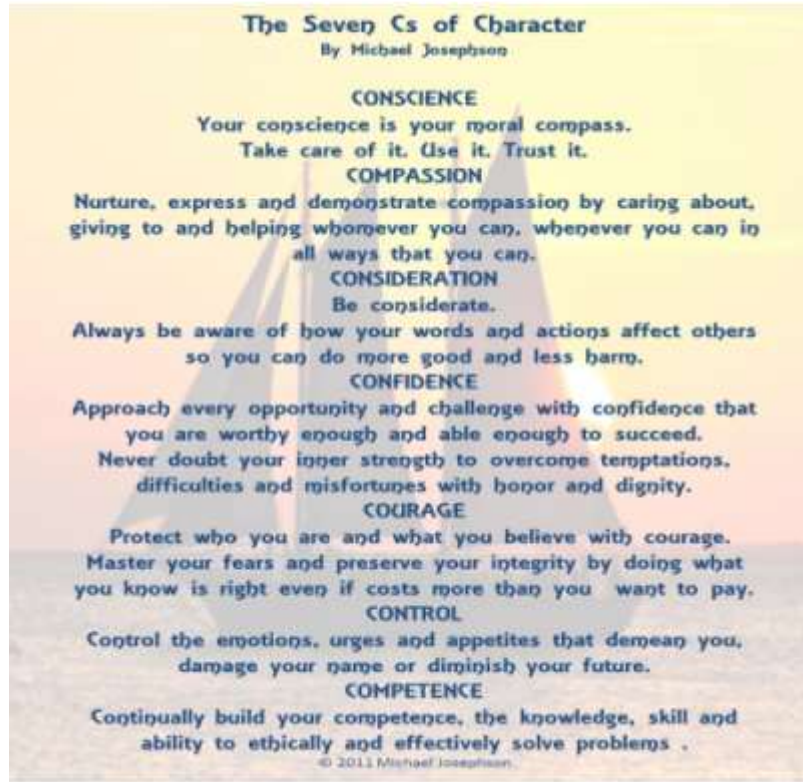 The Seven Cs of Character
By Michael Josephson
CONSCIENCE
Your conscience is your moral compass.
Take care of it. Use it. Trust it.
COMPASSION
Nurture, express and demonstrate compassion by caring about,
giving to and helping whomever you can, whenever you can in
all ways that you can.
CONSIDERATION
Be considerate.
Always be aware of how your words and actions affect others
so you can do more good and less harm.
CONFIDENCE
Approach every opportunity and challenge with confidence that
you are worthy enough and able enough to succeed.
Never doubt your inner strength to overcome temptations,
difficulties and misfortunes with honor and dignity.
COURAGE
Protect who you are and what you believe with courage.
Master your fears and preserve your integrity by doing what
you know is right even if costs more than you want to pay.
CONTROL
Control the emotions, urges and appetites that demean you,
damage your name or diminish your future.
COMPETENCE
Continually build your competence, the knowledge, skill and
ability to ethically and effectively solve problems .
© 2011 Michael Josephson